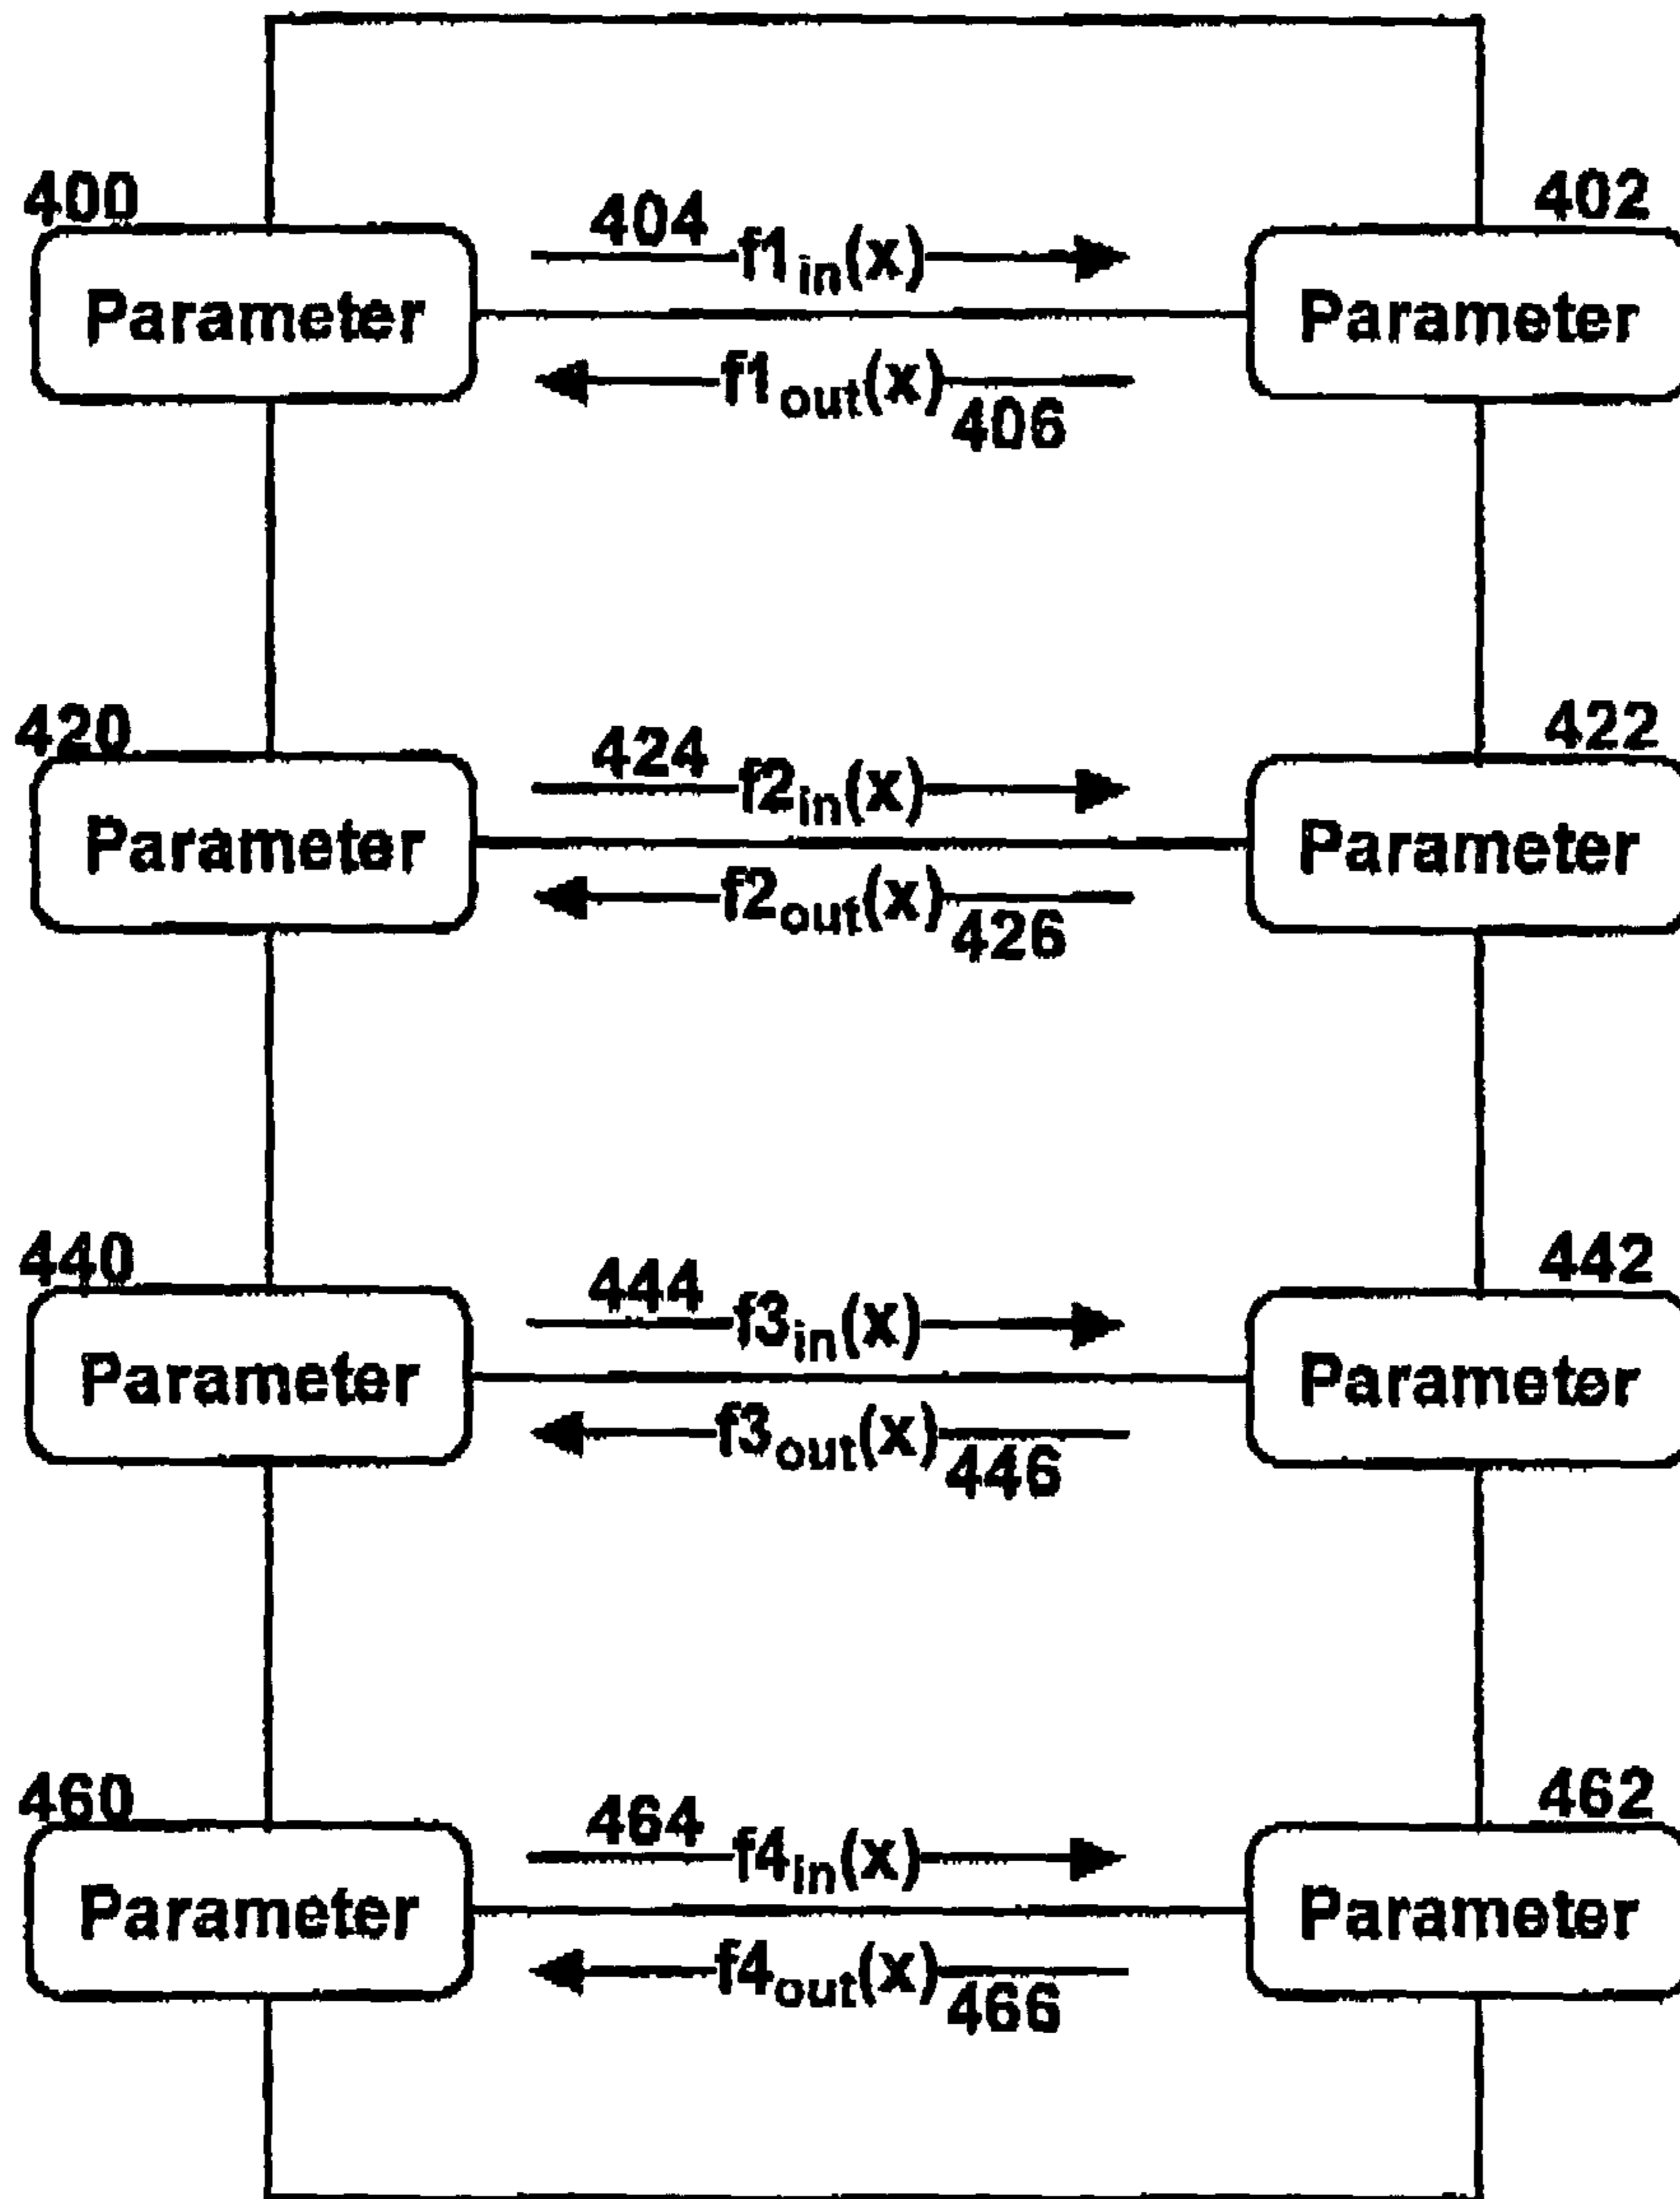 400
404
402
f1in(x)
Parameter
Parameter
f1out(x)
406
420
424
422
f2in(x)
Parameter
Parameter
f2out(x)
426
440
444
442
f3in(x)
Parameter
Parameter
f3out(x)
446
460
464
462
f4in(x)
Parameter
Parameter
f4out(x)
466